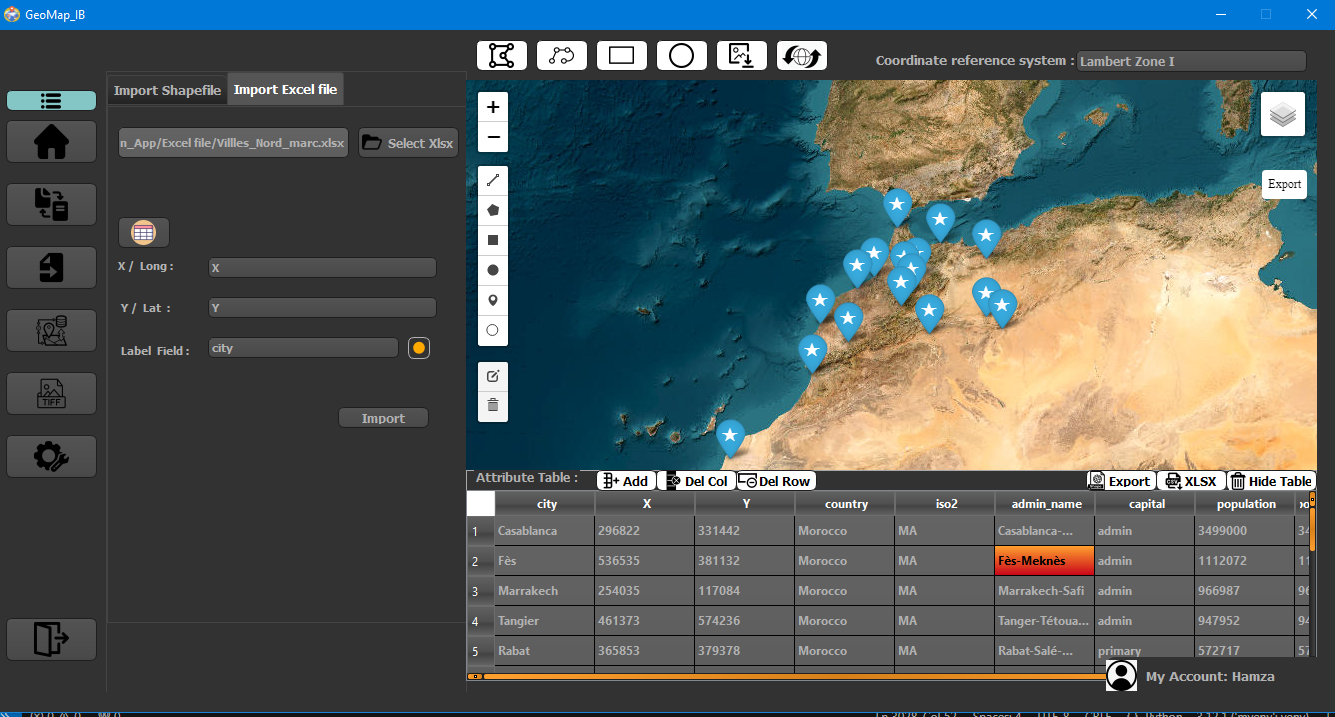 GeoMap_IB
Coordinate reference system : Lambert Zone I
Import Shapefile Import Excel file
n_App/Excel file/Villles_Nord_marc.xlsx Select Xlsx
X / Long : X
Y / Lat : Y
Label Field : city
Import
+
−
Export
TIFF
Attribute Table : + Add Del Col Del Row Export XLSX Hide Table
city X Y country iso2 admin_name capital population
1 Casablanca 296822 331442 Morocco MA Casablanca-... admin 3499000 34
2 Fès 536535 381132 Morocco MA Fès-Meknès admin 1112072 11
3 Marrakech 254035 117084 Morocco MA Marrakech-Safi admin 966987 96
4 Tangier 461373 574236 Morocco MA Tanger-Tétoua... admin 947952 94
5 Rabat 365853 379378 Morocco MA Rabat-Salé-... primary 572717 57
My Account: Hamza